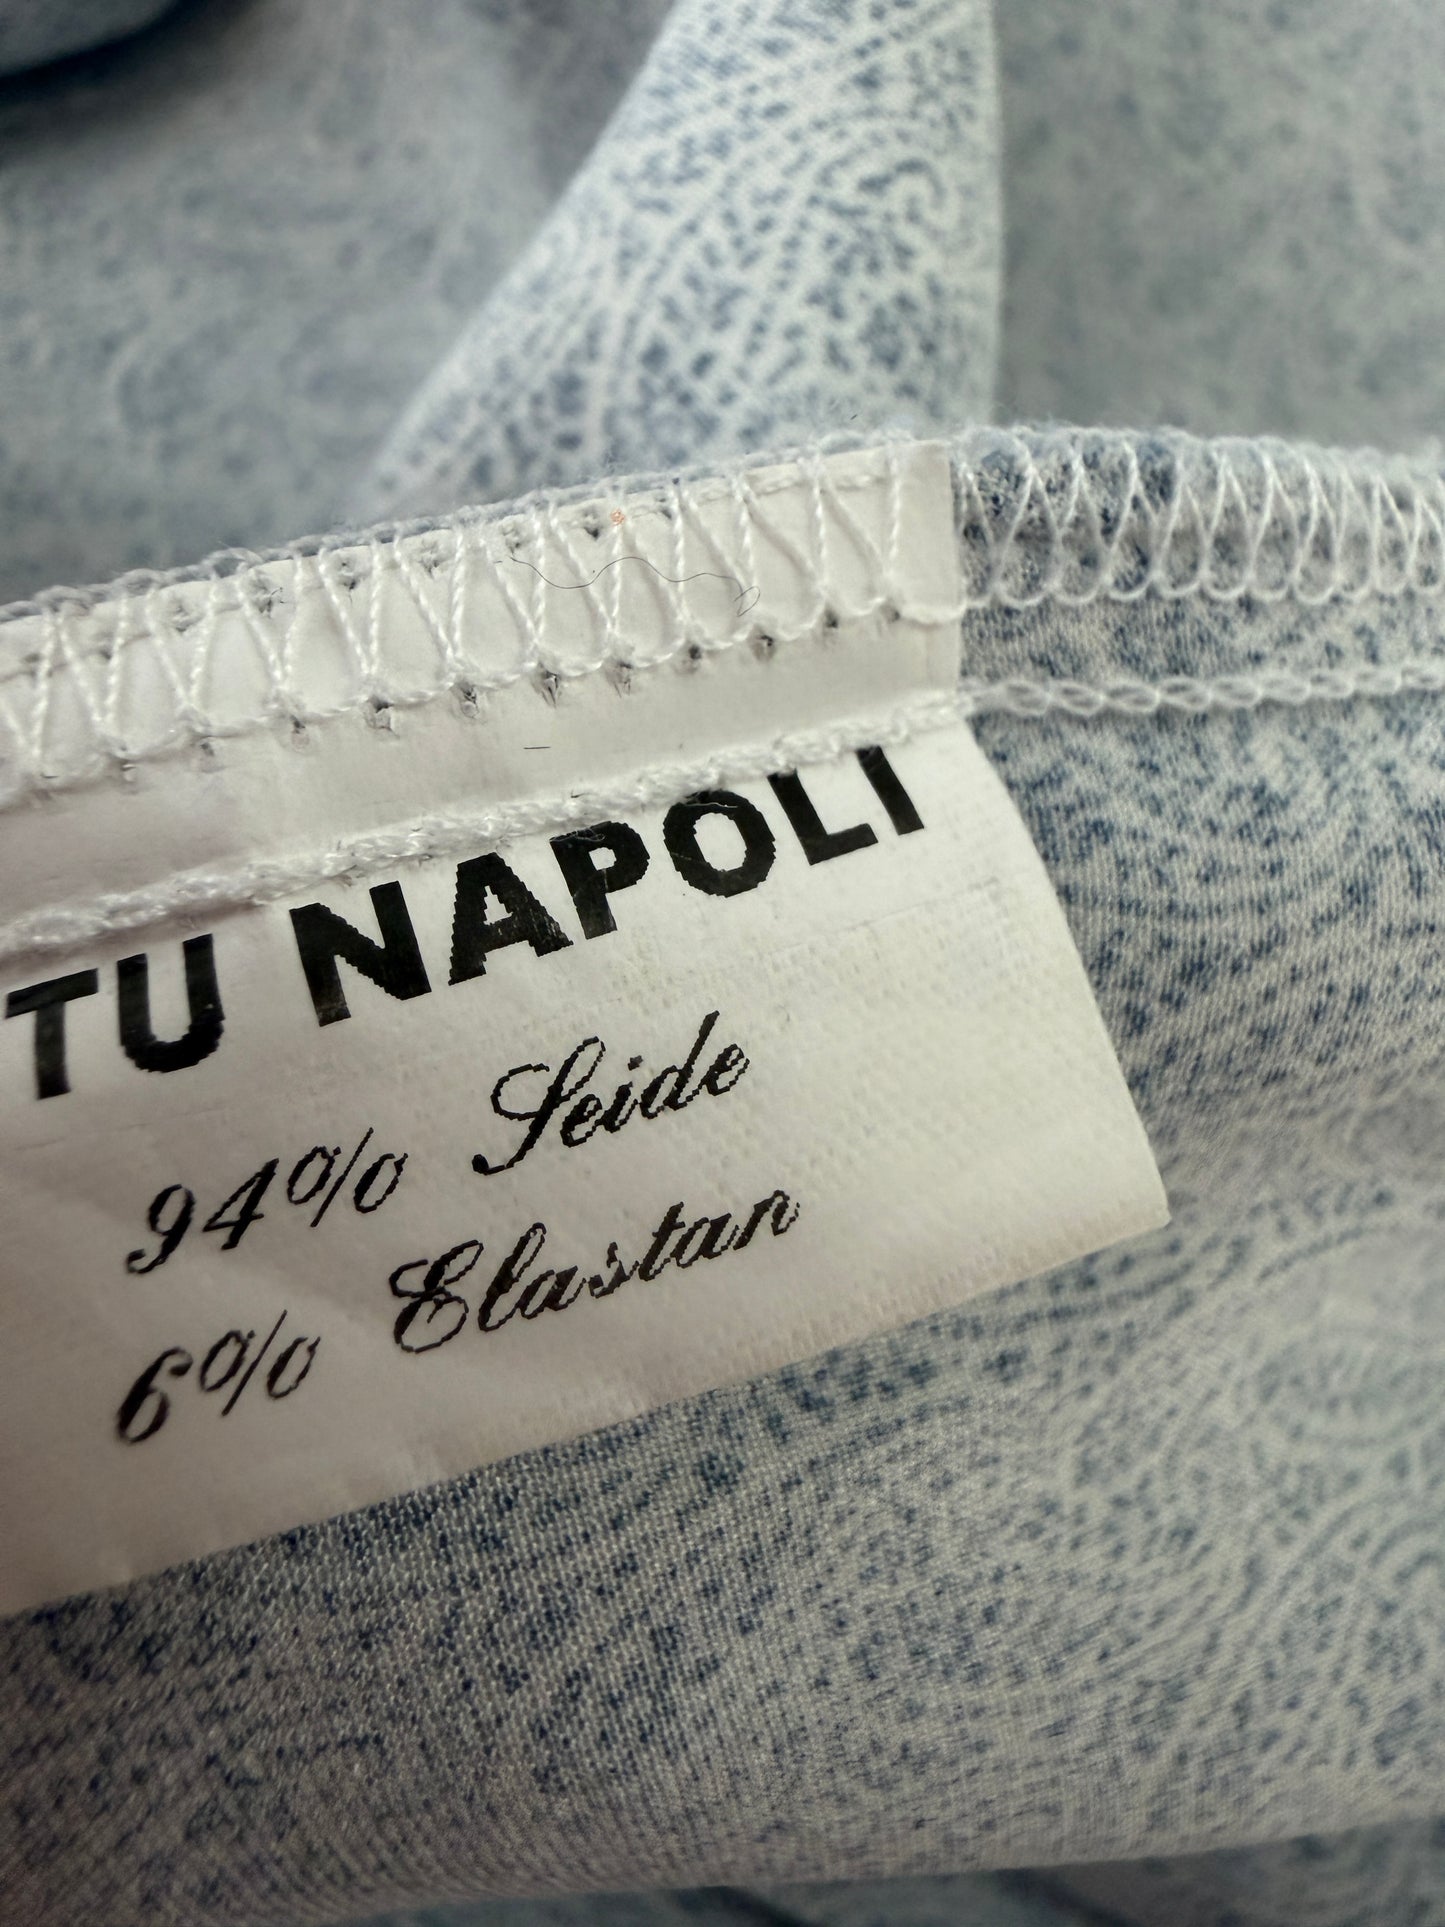 TU NAPOLI
94% Seide
6% Elastan